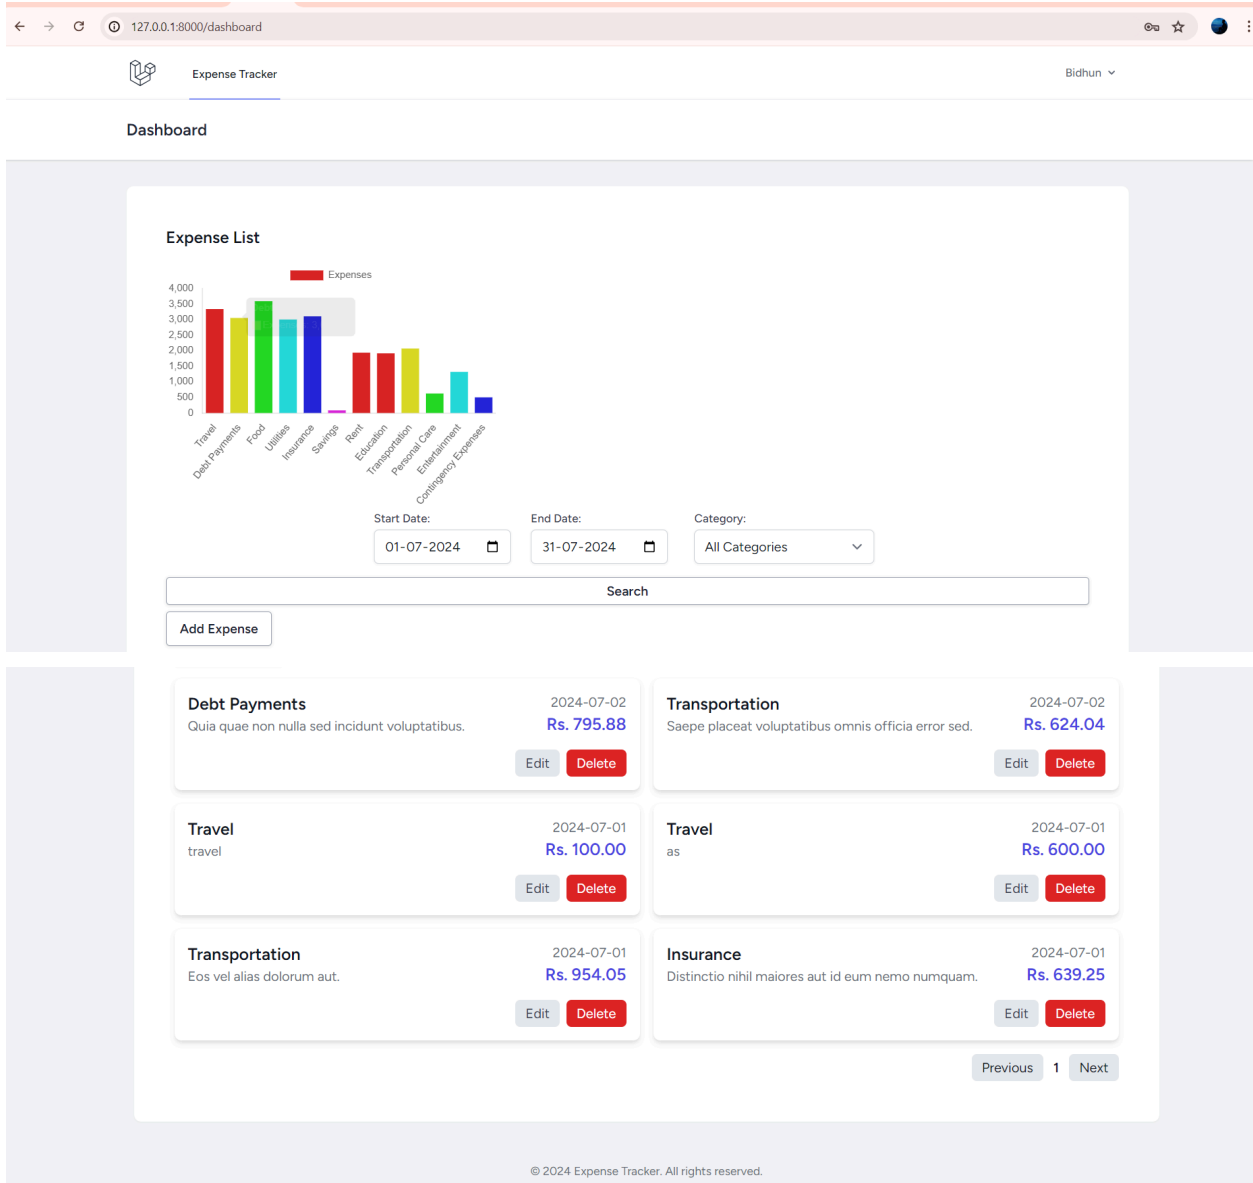 127.0.0.1:8000/dashboard
Expense Tracker
Bidhun
Dashboard
Expense List
Expenses
4,000
3,500
3,000
2,500
2,000
1,500
1,000
500
0
Travel
Debt Payments
Food
Utilities
Insurance
Savings
Rent
Education
Transportation
Personal Care
Entertainment
Contingency Expenses
Start Date: End Date: Category:
01-07-2024 31-07-2024 All Categories
Search
Add Expense
Debt Payments 2024-07-02
Quia quae non nulla sed incidunt voluptatibus. Rs. 795.88
Edit Delete
Transportation 2024-07-02
Saepe placeat voluptatibus omnis officia error sed. Rs. 624.04
Edit Delete
Travel 2024-07-01
travel Rs. 100.00
Edit Delete
Travel 2024-07-01
as Rs. 600.00
Edit Delete
Transportation 2024-07-01
Eos vel alias dolorum aut. Rs. 954.05
Edit Delete
Insurance 2024-07-01
Distinctio nihil maiores aut id eum nemo numquam. Rs. 639.25
Edit Delete
Previous 1 Next
© 2024 Expense Tracker. All rights reserved.